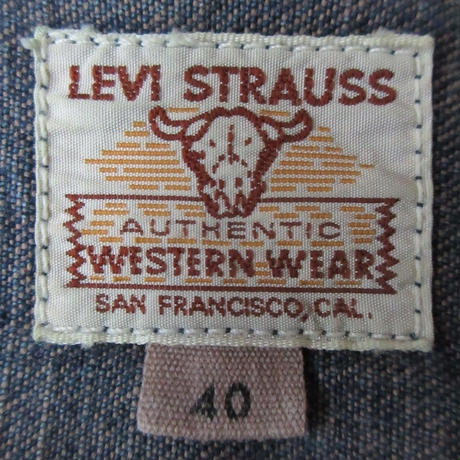 LEVI STRAUSS
AUTHENTIC
WESTERN WEAR
SAN FRANCISCO, CAL.
40